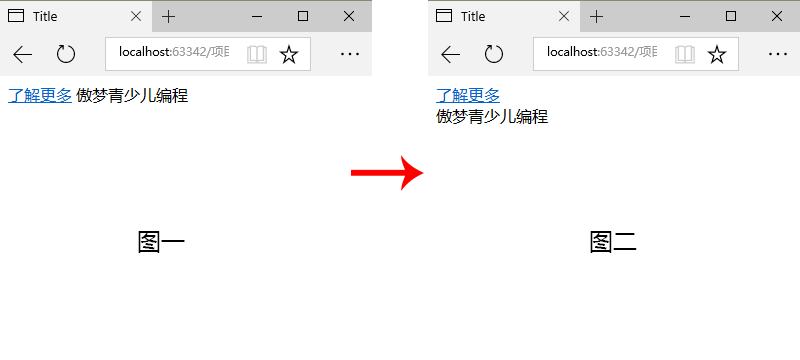 Title
localhost:63342/项目
了解更多 傲梦青少儿编程
图一
Title
localhost:63342/项
了解更多
傲梦青少儿编程
图二